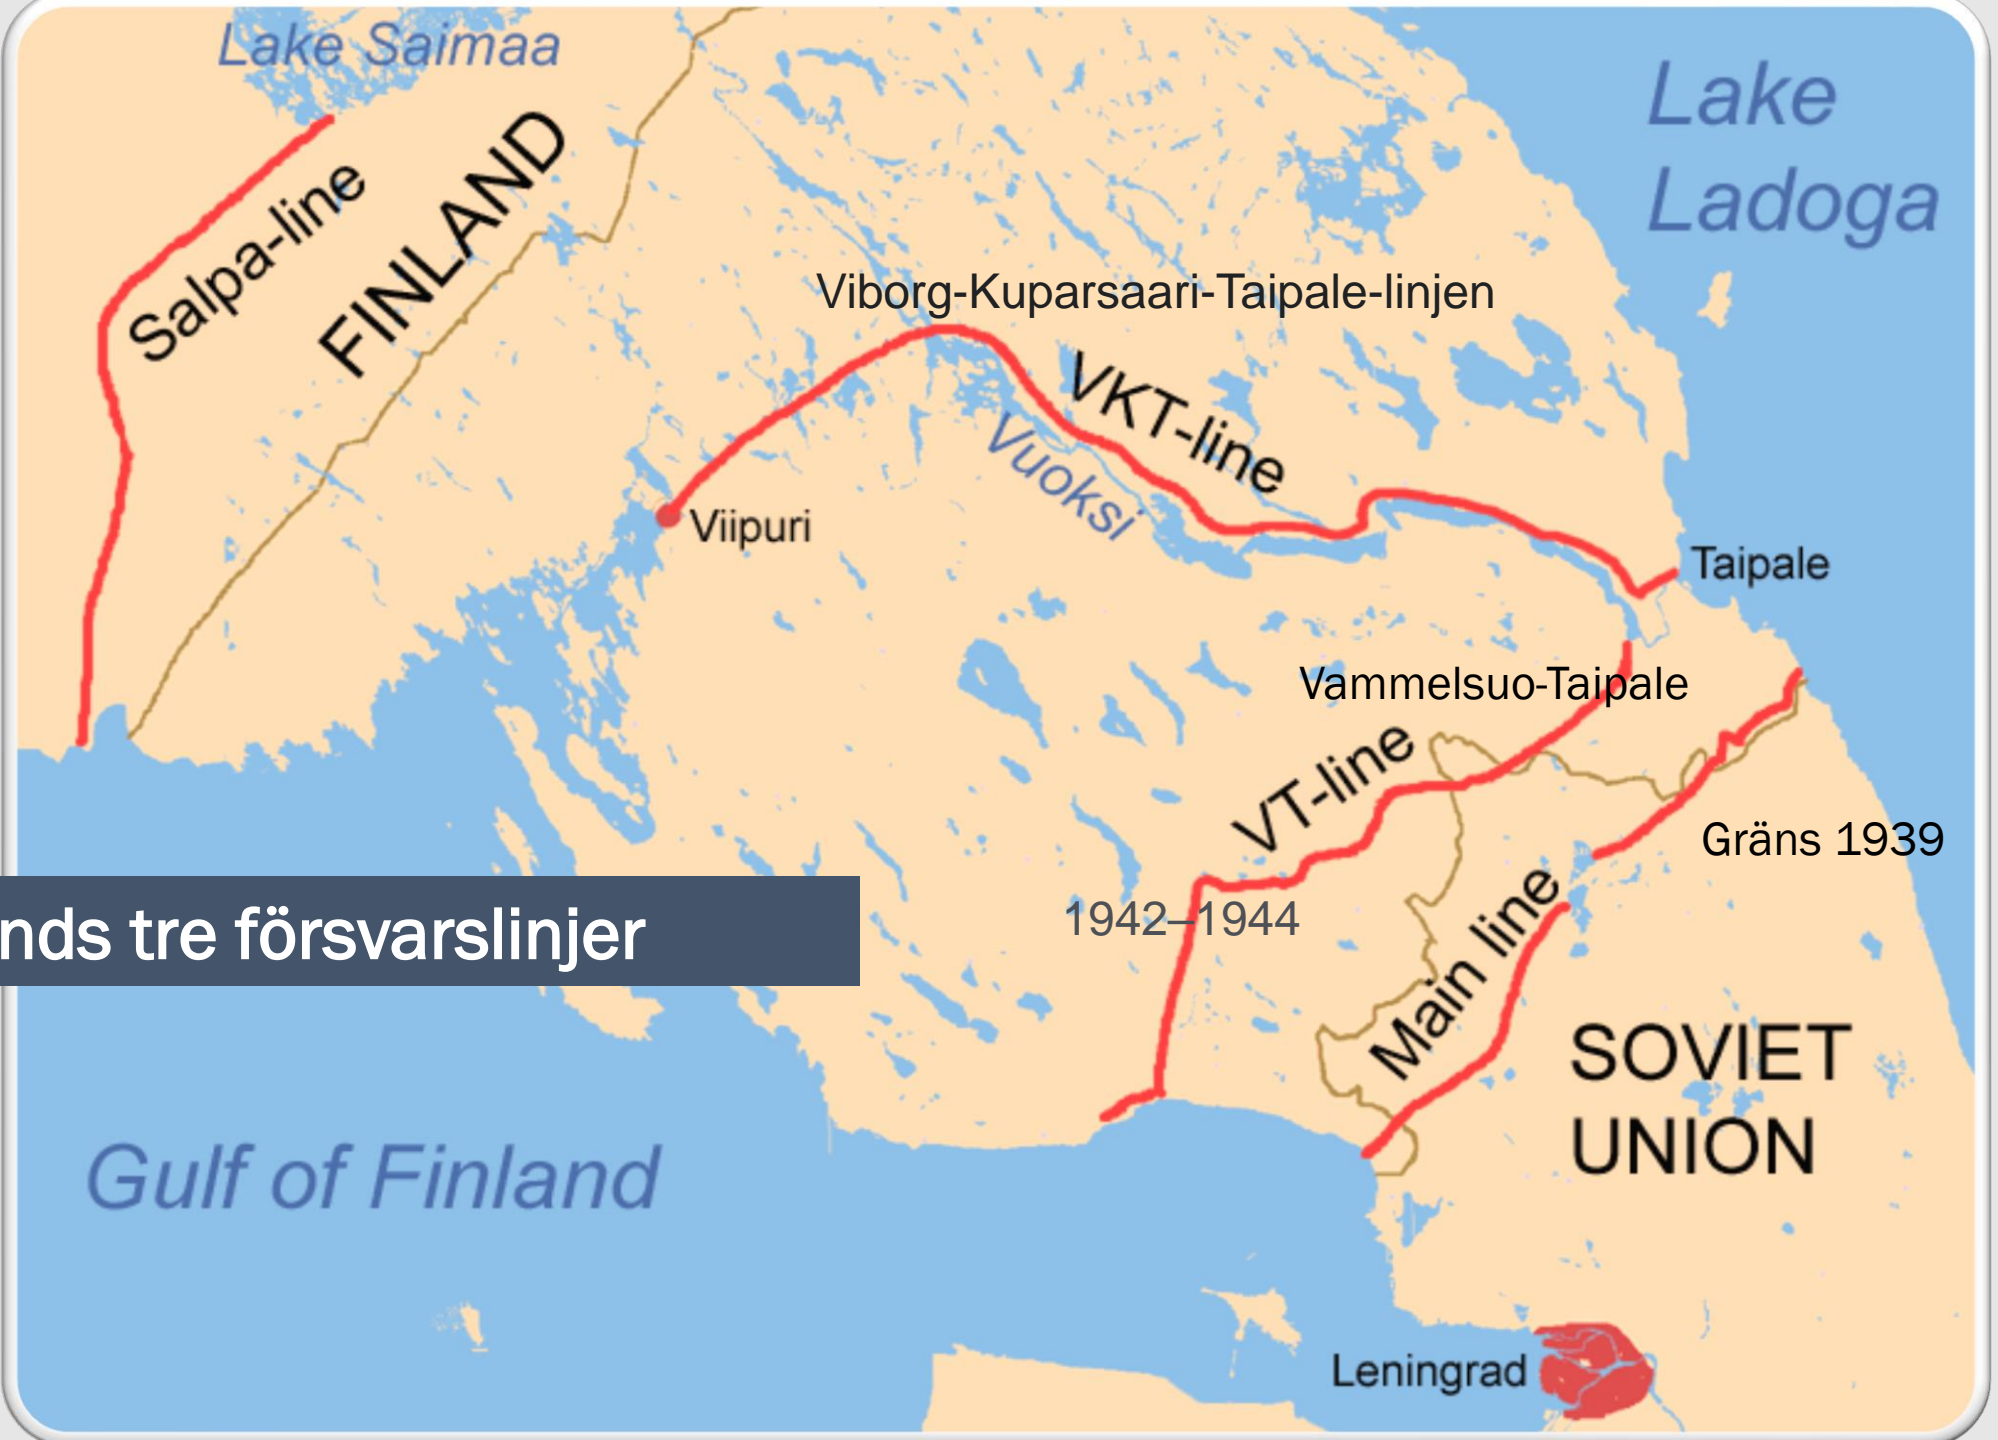 Lake Saimaa
Lake
Ladoga
Salpa-line
FINLAND
Viborg-Kuparsaari-Taipale-linjen
VKT-line
Vuoksi
Viipuri
Taipale
Vammelsuo-Taipale
VT-line
Gräns 1939
1942–1944
Main line
nds tre försvarslinjer
SOVIET
UNION
Gulf of Finland
Leningrad